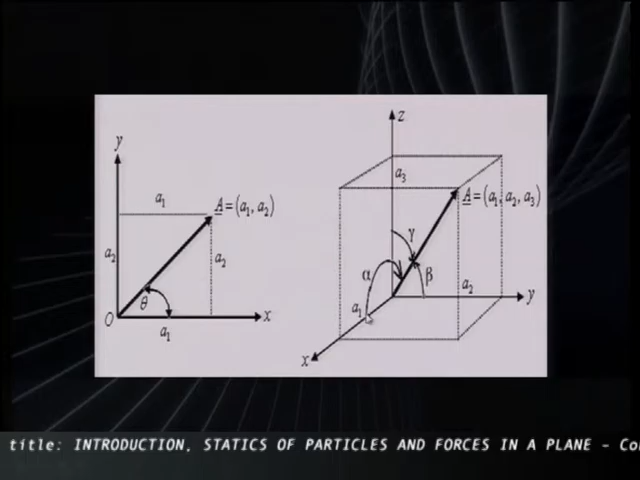 y
a₁
A=(a₁, a₂)
a₂
a₂
θ
O
x
a₁
z
a₃
A=(a₁, a₂, a₃)
γ
α
β
a₂
a₁
y
x
title: INTRODUCTION, STATICS OF PARTICLES AND FORCES IN A PLANE - Co